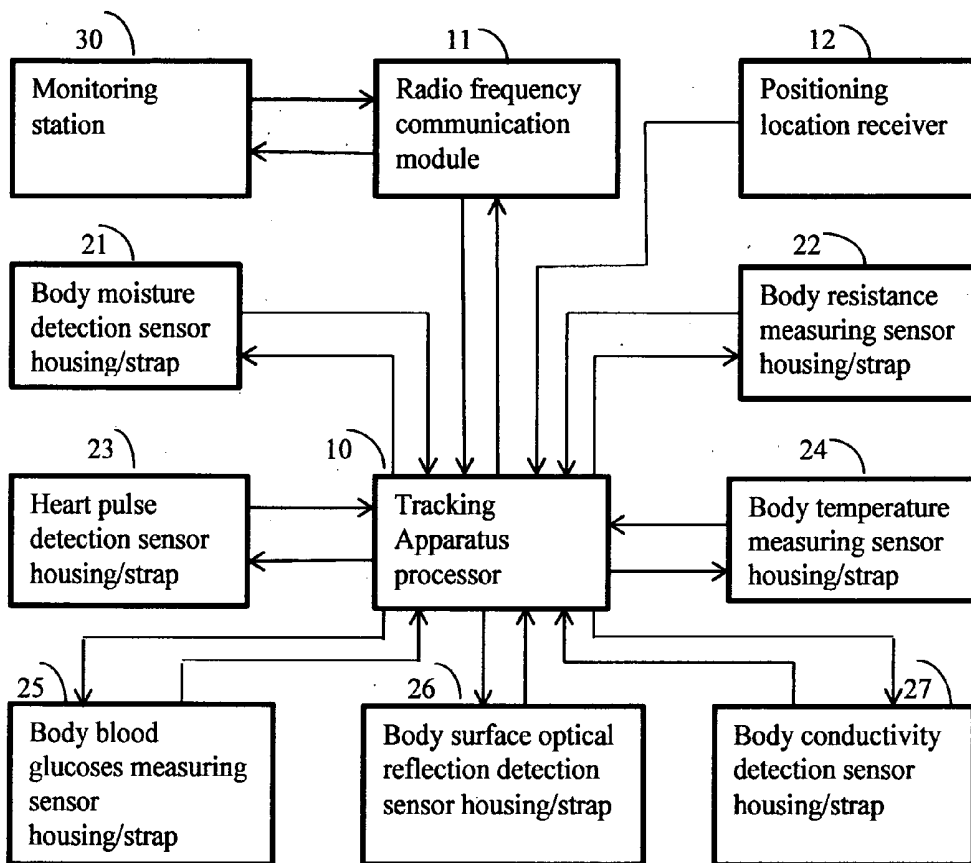 30
11
12
Monitoring
station
Radio frequency
communication
module
Positioning
location receiver
21
22
Body moisture
detection sensor
housing/strap
Body resistance
measuring sensor
housing/strap
23
10
24
Heart pulse
detection sensor
housing/strap
Tracking
Apparatus
processor
Body temperature
measuring sensor
housing/strap
25
26
27
Body blood
glucoses measuring
sensor
housing/strap
Body surface optical
reflection detection
sensor housing/strap
Body conductivity
detection sensor
housing/strap